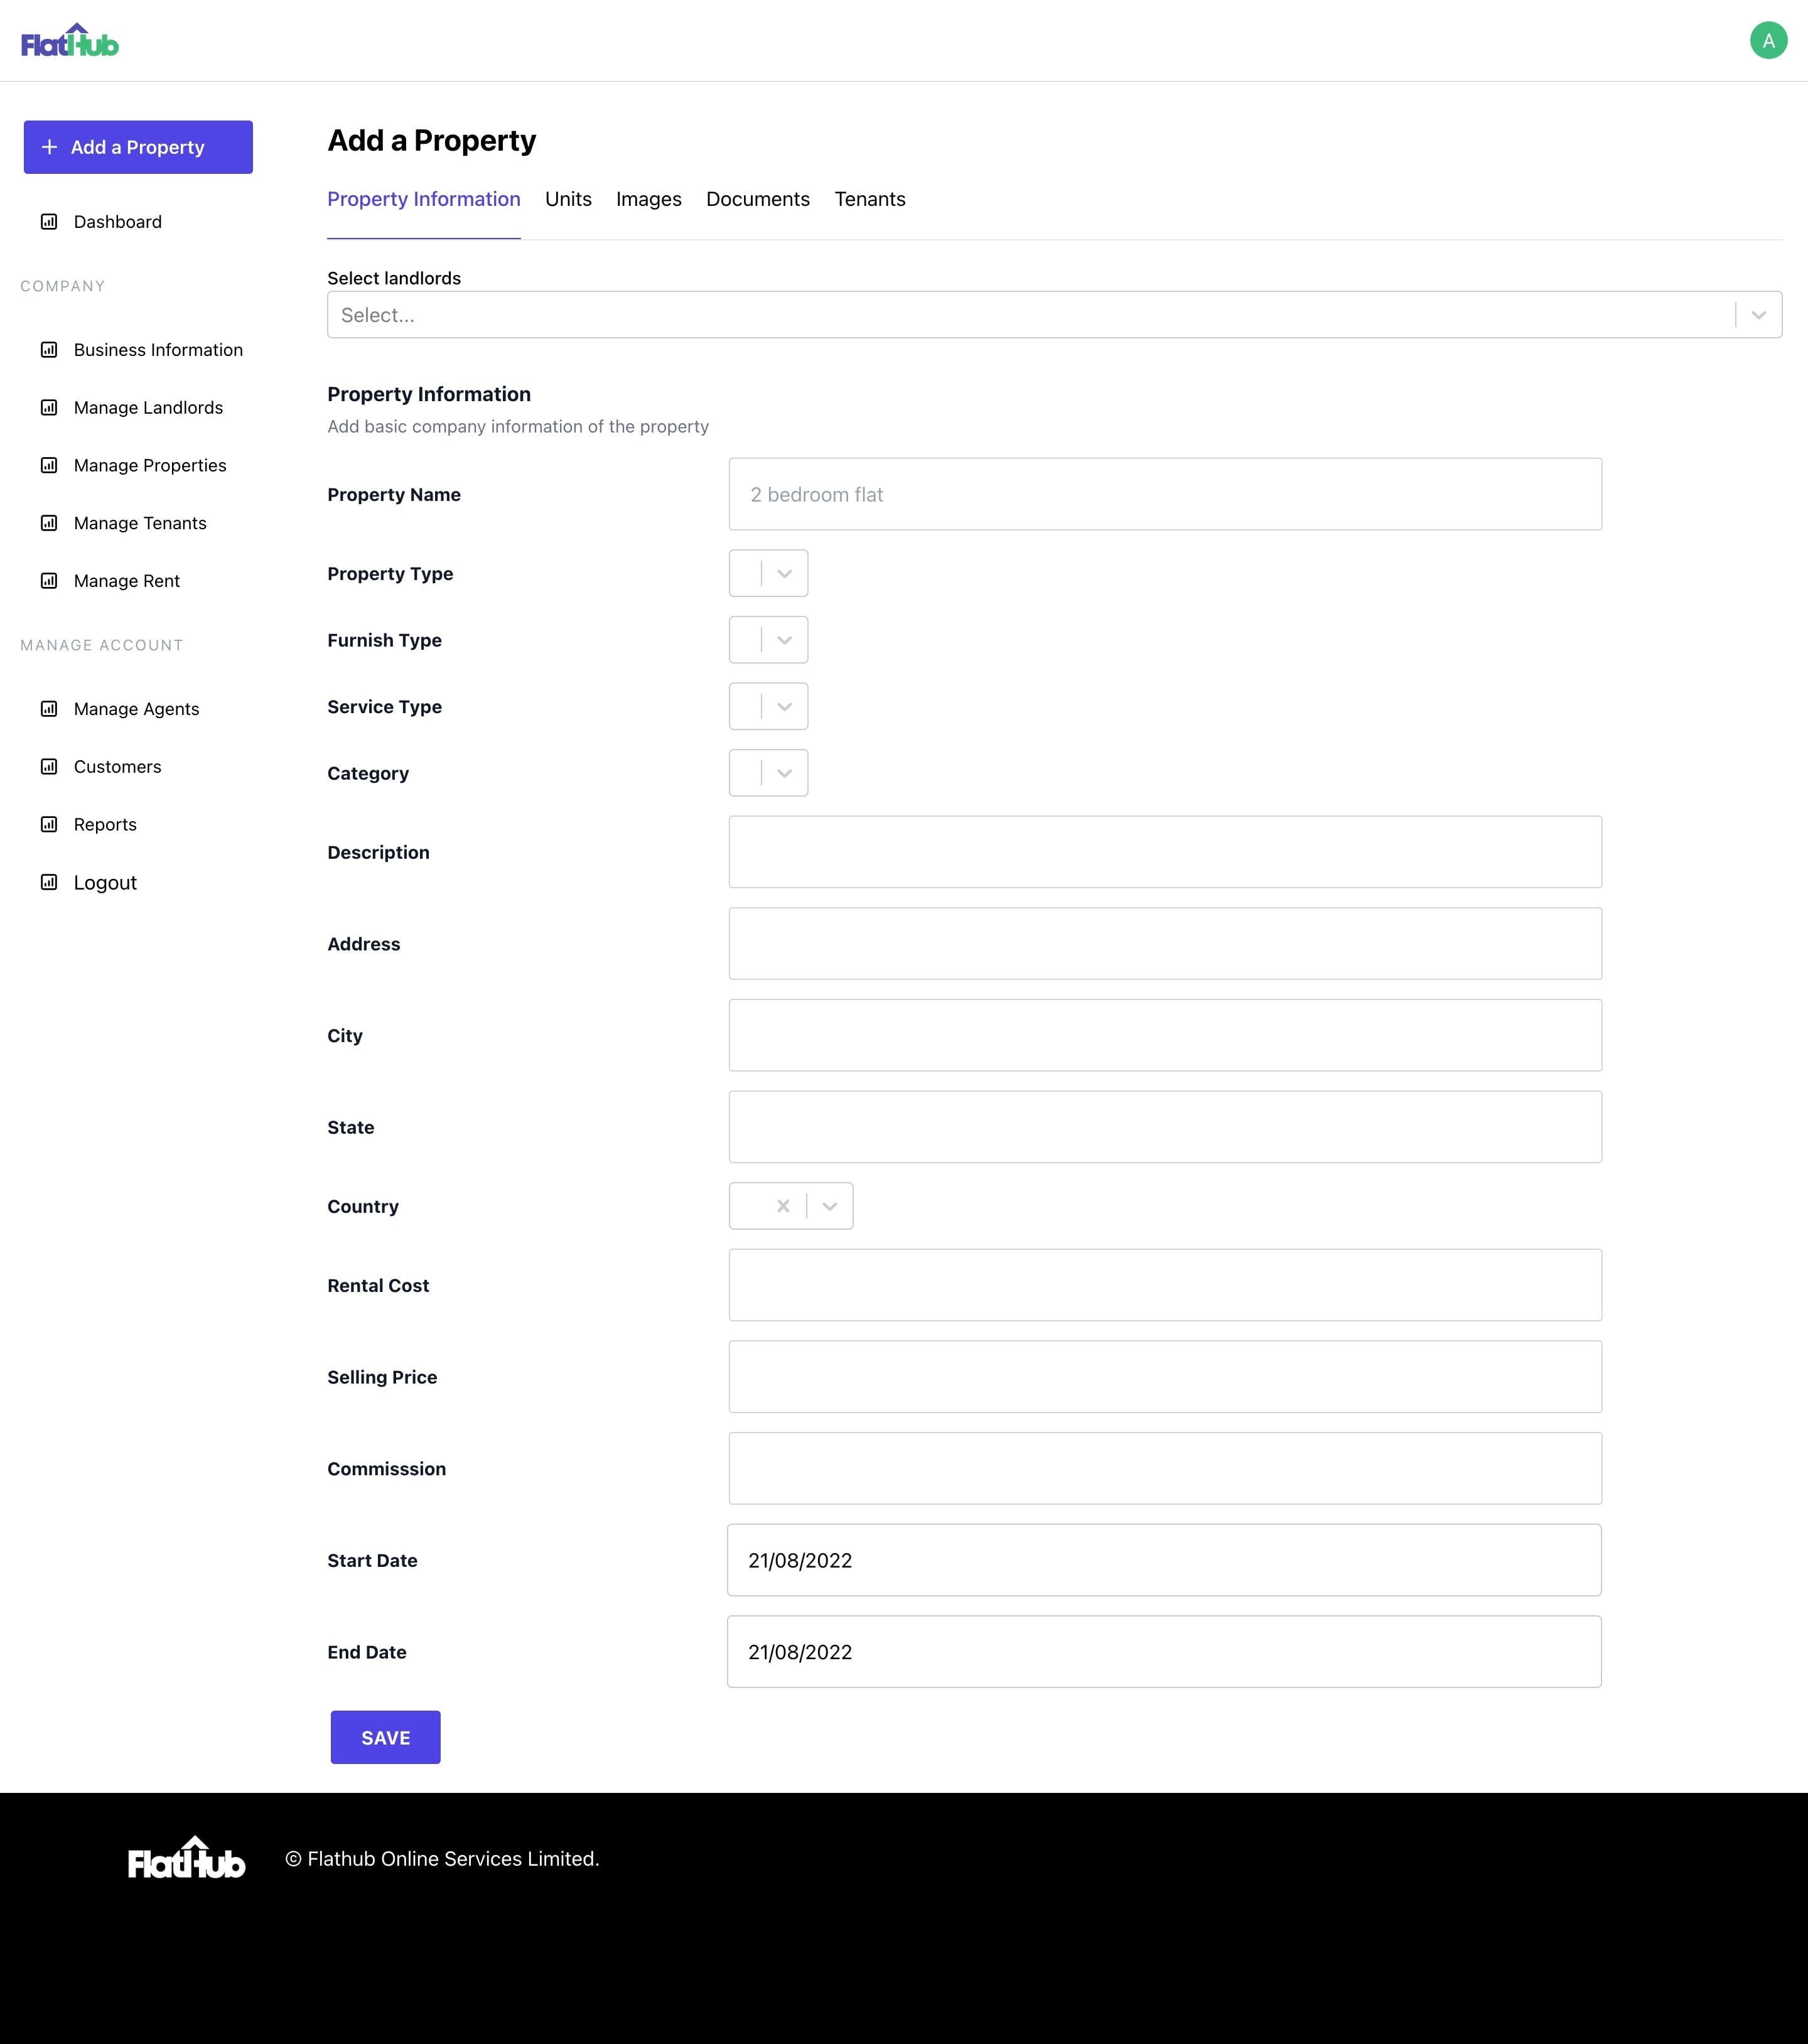 FlatHub
A
+ Add a Property
Dashboard
COMPANY
Business Information
Manage Landlords
Manage Properties
Manage Tenants
Manage Rent
MANAGE ACCOUNT
Manage Agents
Customers
Reports
Logout
Add a Property
Property Information Units Images Documents Tenants
Select landlords
Select...
Property Information
Add basic company information of the property
Property Name 2 bedroom flat
Property Type
Furnish Type
Service Type
Category
Description
Address
City
State
Country
Rental Cost
Selling Price
Commisssion
Start Date 21/08/2022
End Date 21/08/2022
SAVE
FlatHub © Flathub Online Services Limited.